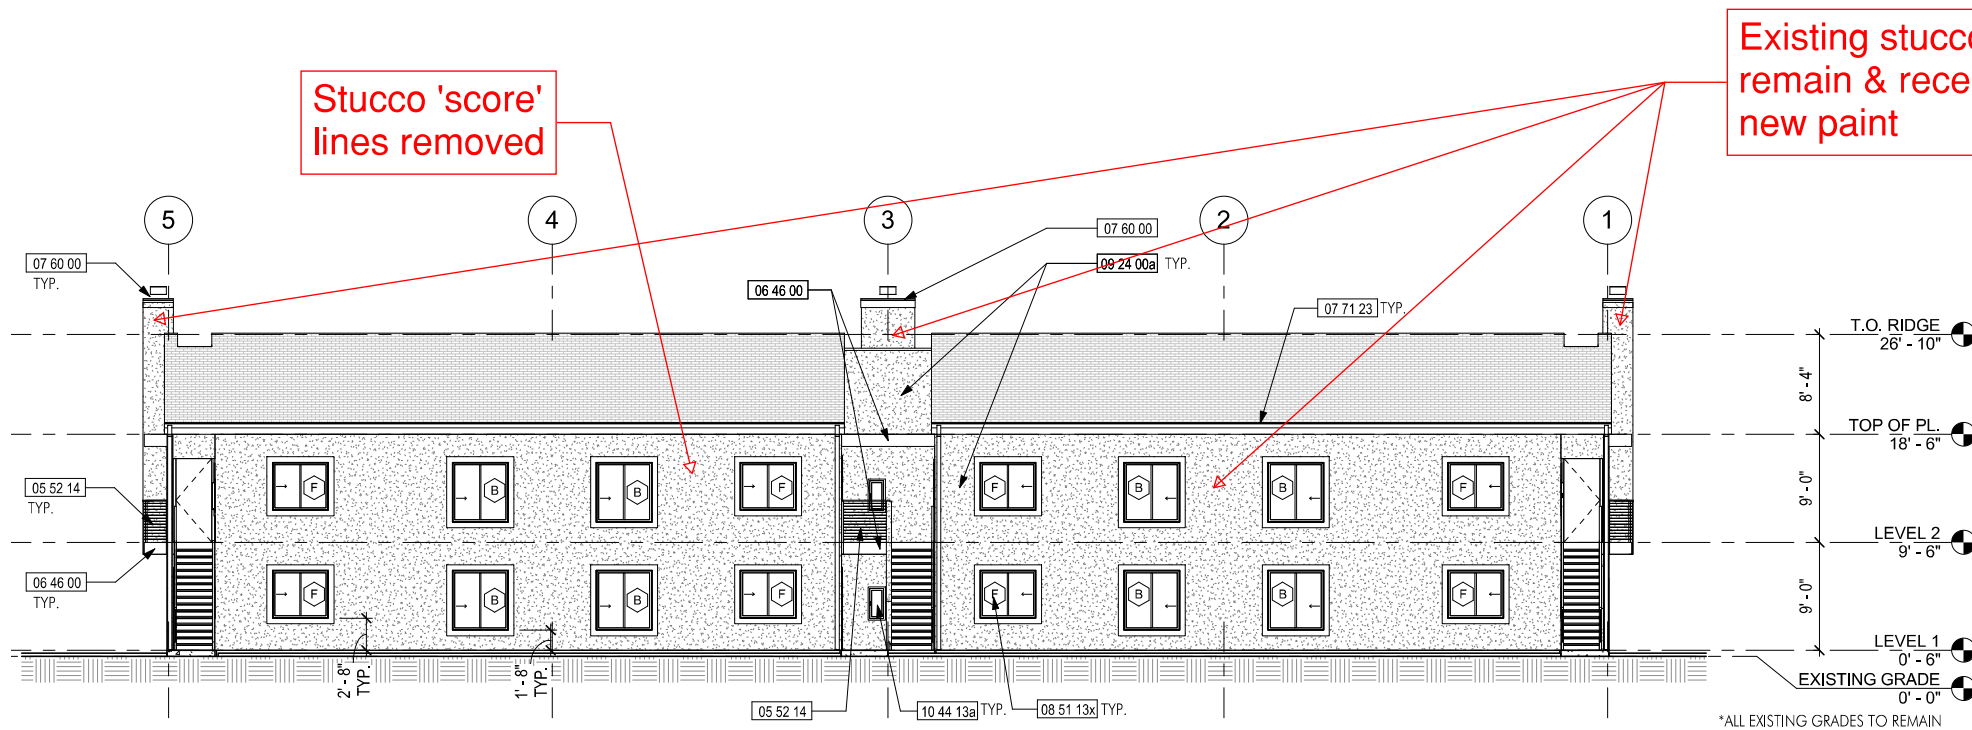 Existing stucco
remain & rece
new paint
Stucco 'score'
lines removed
5
4
3
2
1
07 60 00
TYP.
07 60 00
09 24 00a TYP.
06 46 00
07 71 23 TYP.
T.O. RIDGE
26' - 10"
8' - 4"
TOP OF PL.
18' - 6"
9' - 0"
LEVEL 2
9' - 6"
9' - 0"
LEVEL 1
0' - 6"
EXISTING GRADE
0' - 0"
*ALL EXISTING GRADES TO REMAIN
05 52 14
TYP.
06 46 00
TYP.
F
B
B
F
F
B
B
F
F
B
B
F
F
B
B
F
2' - 8"
TYP.
1' - 8"
TYP.
05 52 14
10 44 13a TYP.
08 51 13x TYP.